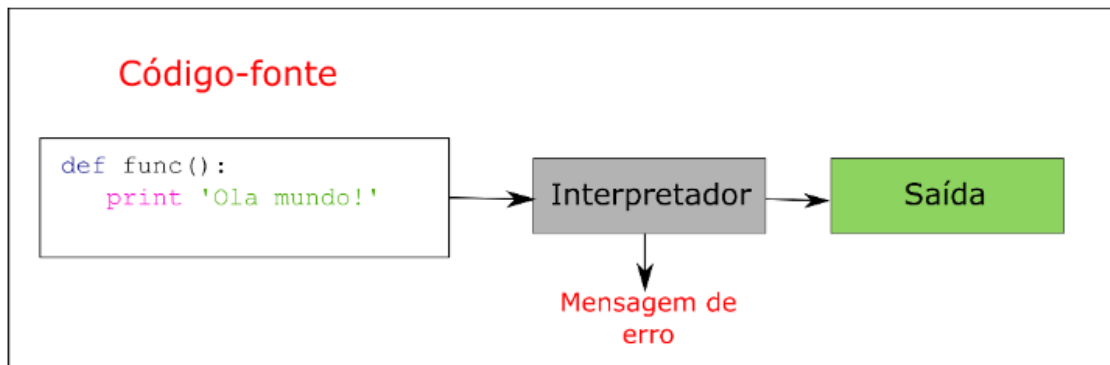 Código-fonte
def func():
print 'Ola mundo!'
Interpretador
Saída
Mensagem de
erro